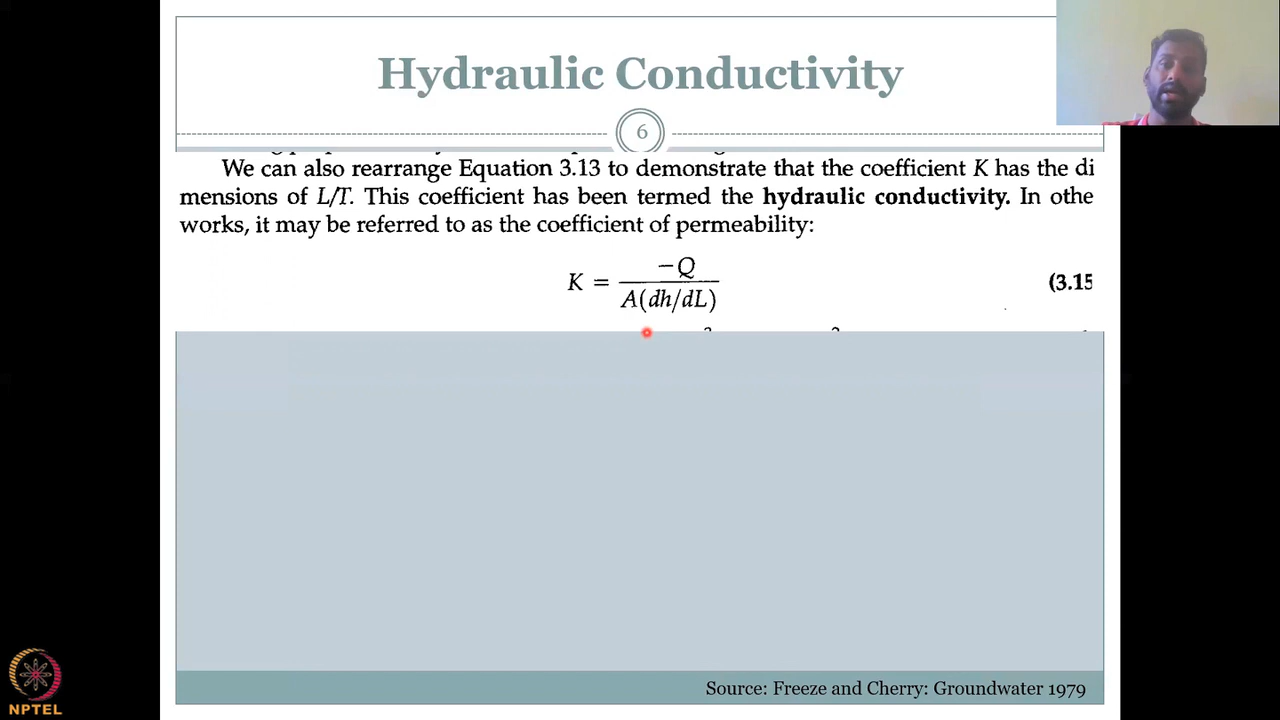 Hydraulic Conductivity
6
We can also rearrange Equation 3.13 to demonstrate that the coefficient K has the di
mensions of L/T. This coefficient has been termed the hydraulic conductivity. In othe
works, it may be referred to as the coefficient of permeability:
K = −Q / A(dh/dL) (3.15
Source: Freeze and Cherry: Groundwater 1979
NPTEL